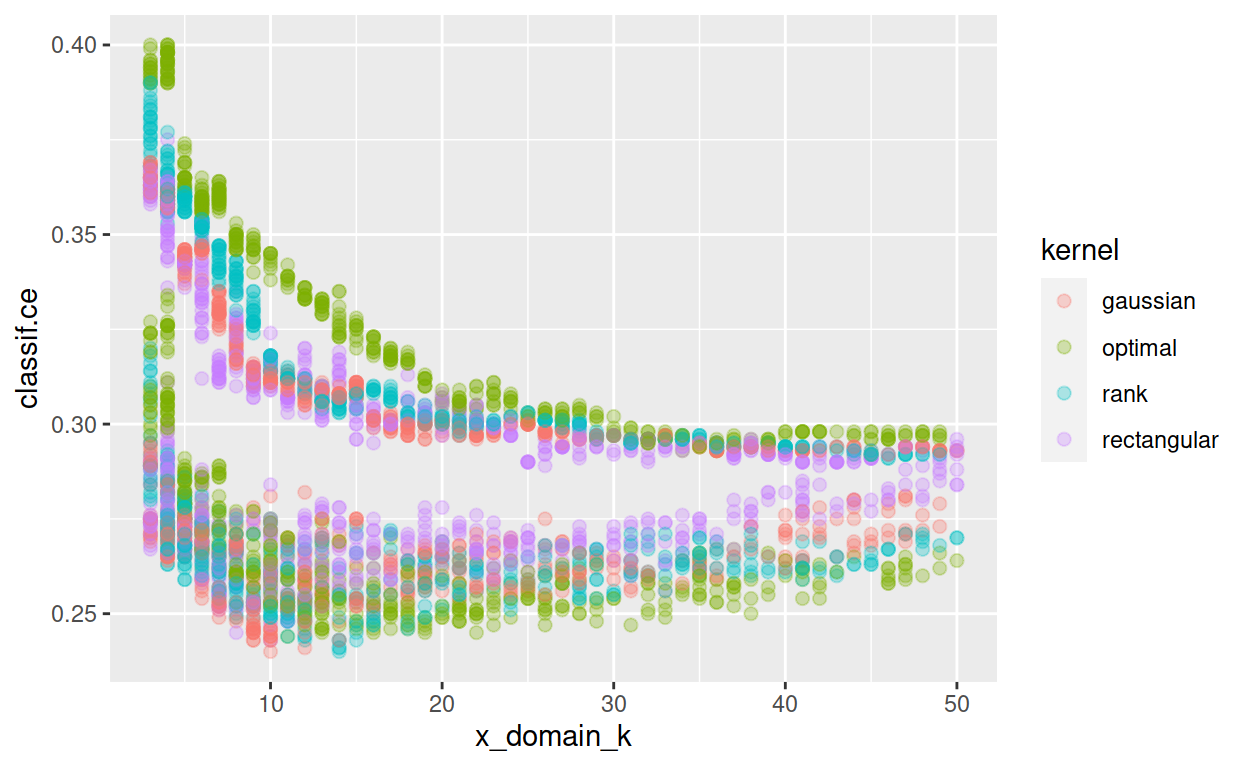 0.40
0.35
0.30
0.25
classif.ce
10 20 30 40 50
x_domain_k
kernel
gaussian
optimal
rank
rectangular